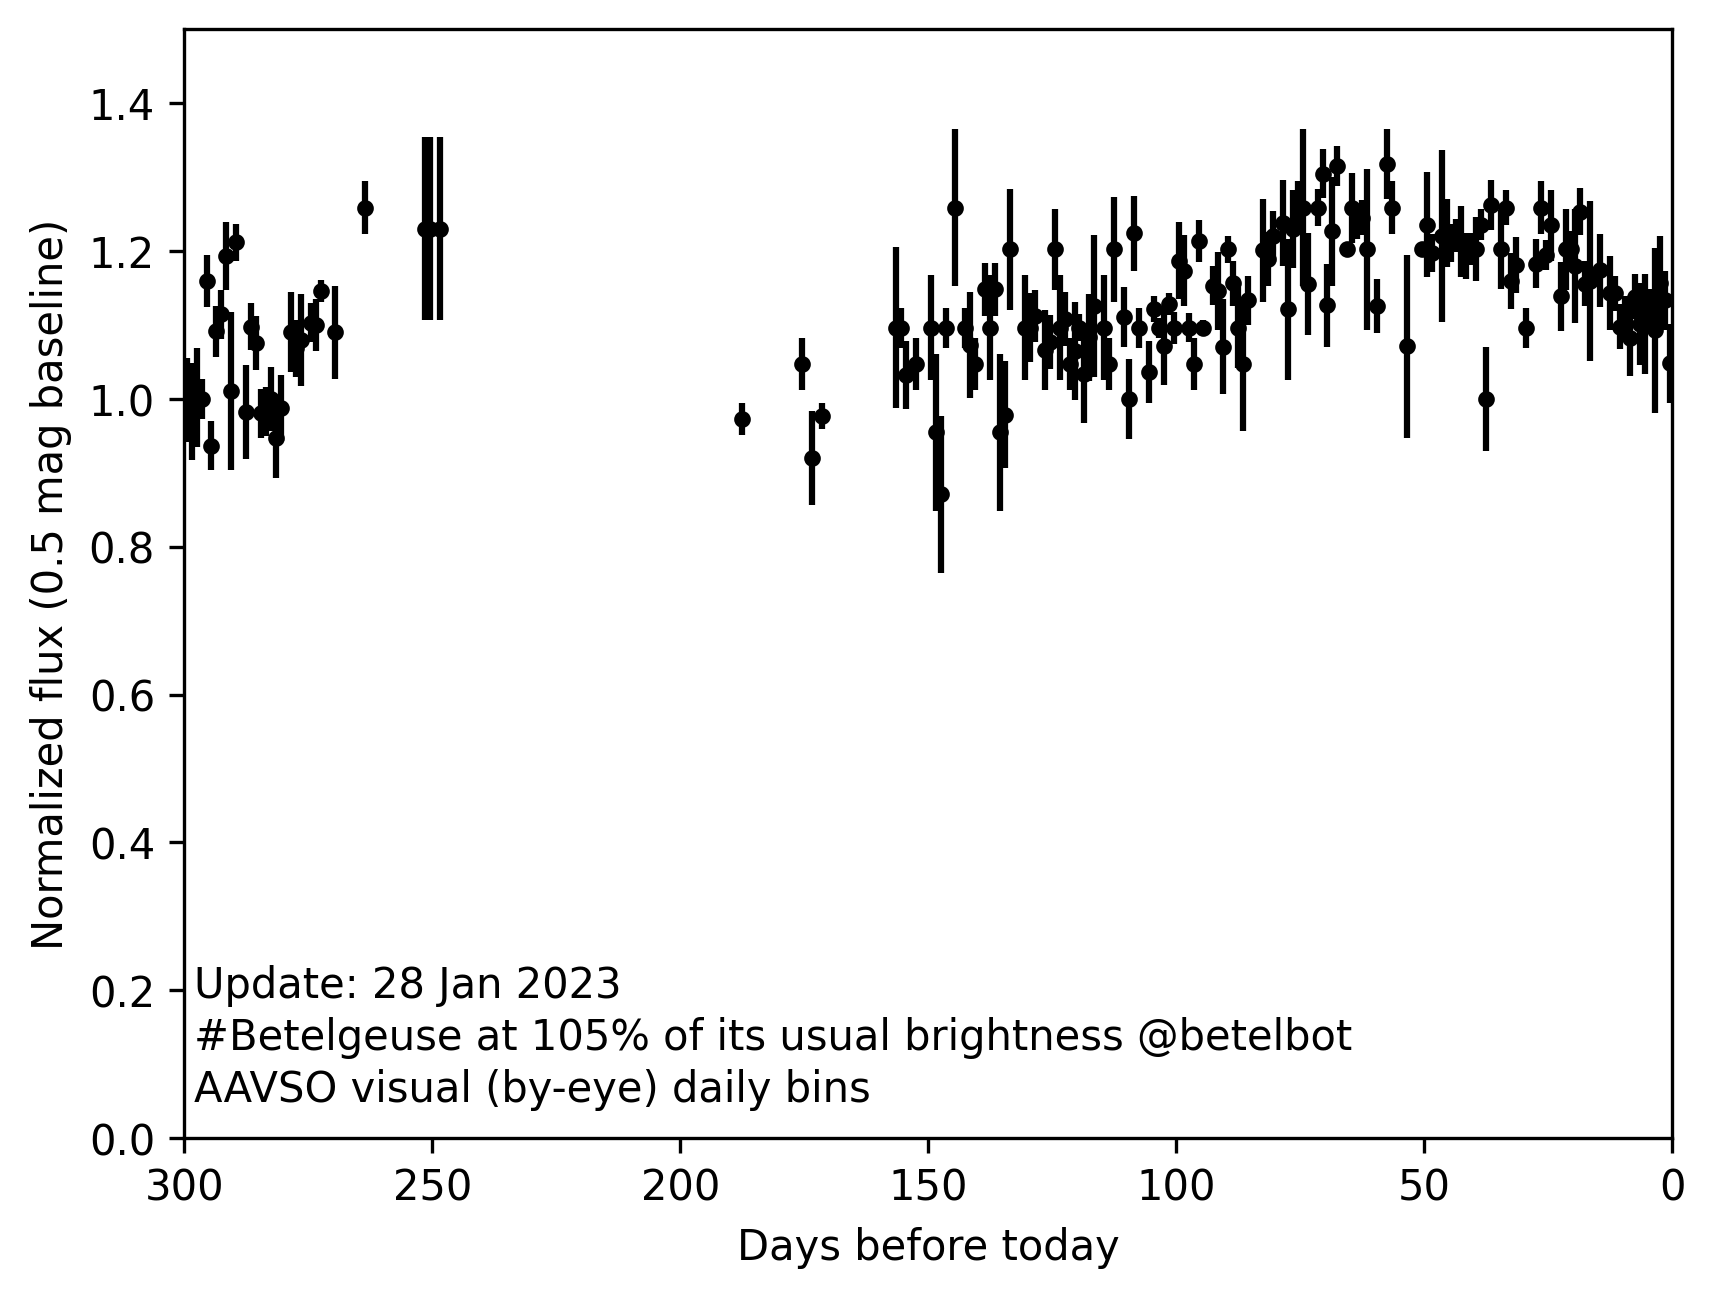 1.4
1.2
1.0
0.8
0.6
0.4
0.2
0.0
Normalized flux (0.5 mag baseline)
Update: 28 Jan 2023
#Betelgeuse at 105% of its usual brightness @betelbot
AAVSO visual (by-eye) daily bins
300 250 200 150 100 50 0
Days before today